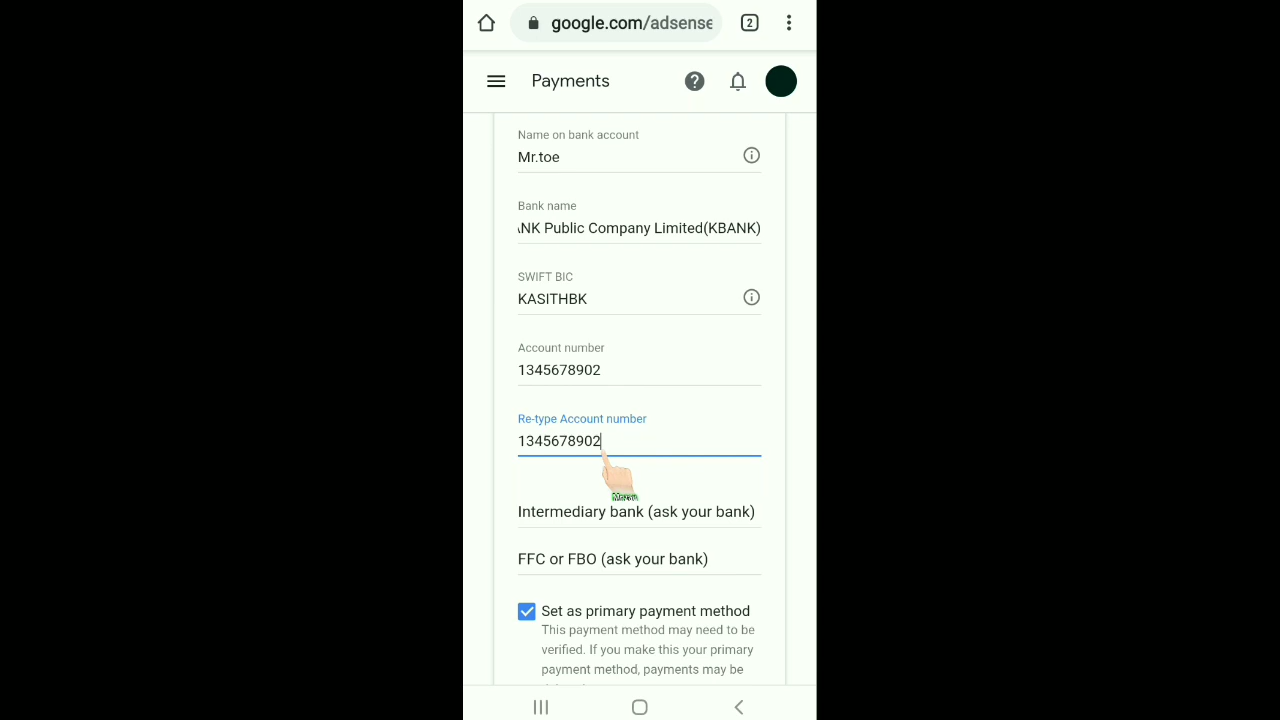 google.com/adsense
2
Payments
Name on bank account
Mr.toe
Bank name
NK Public Company Limited(KBANK)
SWIFT BIC
KASITHBK
Account number
1345678902
Re-type Account number
1345678902
Intermediary bank (ask your bank)
FFC or FBO (ask your bank)
Set as primary payment method
This payment method may need to be
verified. If you make this your primary
payment method, payments may be